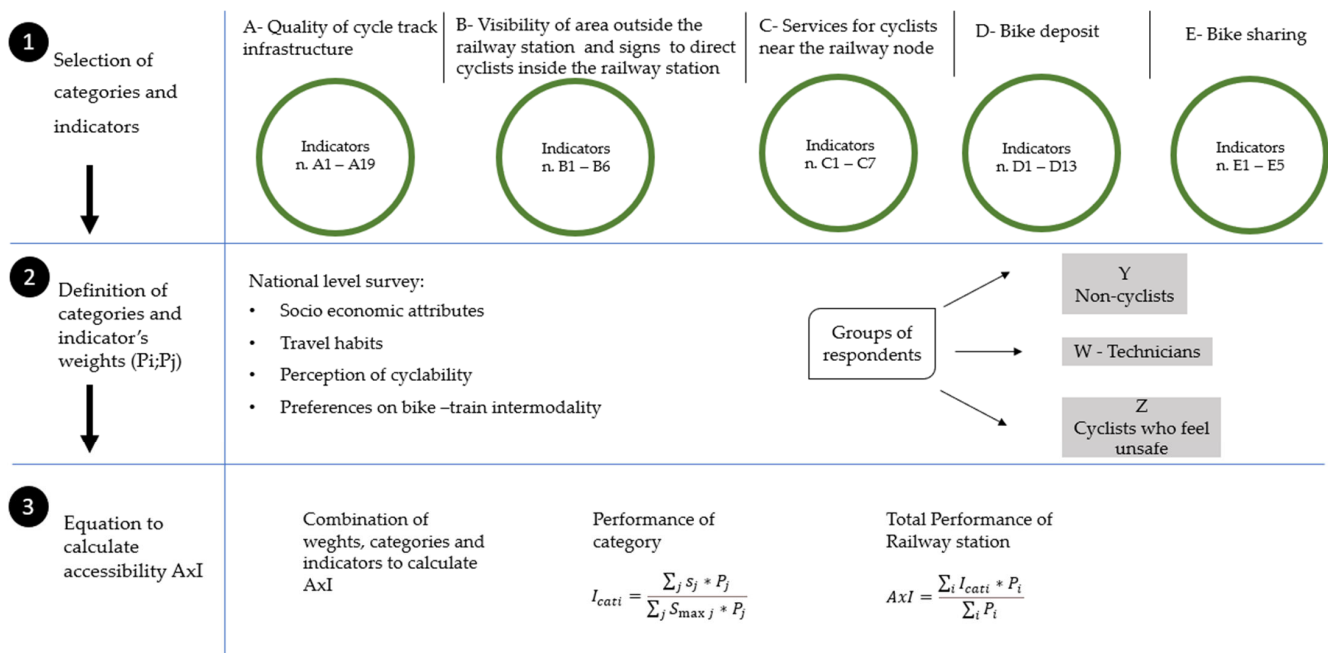 1
Selection of
categories and
indicators
A- Quality of cycle track
infrastructure
B- Visibility of area outside the
railway station and signs to direct
cyclists inside the railway station
C- Services for cyclists
near the railway node
D- Bike deposit
E- Bike sharing
Indicators
n. A1 – A19
Indicators
n. B1 – B6
Indicators
n. C1 – C7
Indicators
n. D1 – D13
Indicators
n. E1 – E5
2
Definition of
categories and
indicator's
weights (Pi;Pj)
National level survey:
• Socio economic attributes
• Travel habits
• Perception of cyclability
• Preferences on bike –train intermodality
Groups of
respondents
Y
Non-cyclists
W - Technicians
Z
Cyclists who feel
unsafe
3
Equation to
calculate
accessibility AxI
Combination of
weghts, categories and
indicators to calculate
AxI
Performance of
category
I_cati = ∑_j s_j * P_j / ∑_j S_max j * P_j
Total Performance of
Railway station
AxI = ∑_i I_cati * P_i / ∑_i P_i